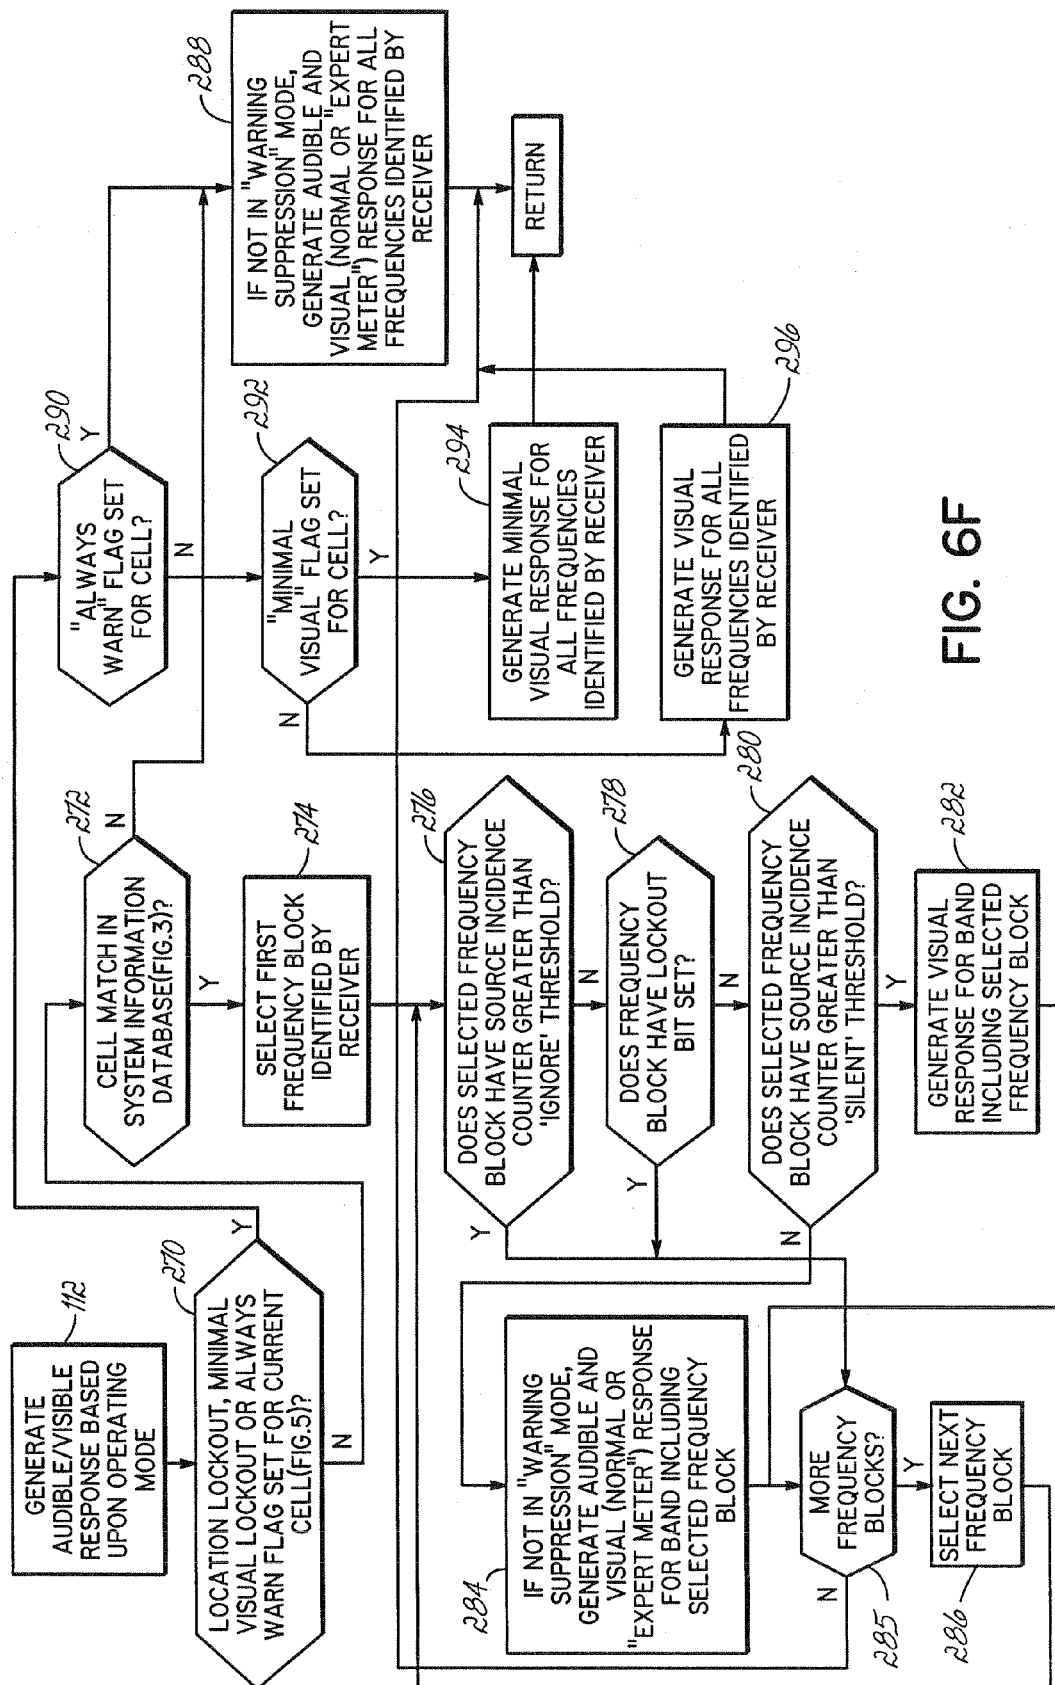 112
GENERATE
AUDIBLE/VISIBLE
RESPONSE BASED
UPON OPERATING
MODE
270
LOCATION LOCKOUT, MINIMAL
VISUAL LOCKOUT OR ALWAYS
WARN FLAG SET FOR CURRENT
CELL(FIG.5)?
Y
N
272
CELL MATCH IN
SYSTEM INFORMATION
DATABASE(FIG.3)?
N
Y
274
SELECT FIRST
FREQUENCY BLOCK
IDENTIFIED BY
RECEIVER
276
DOES SELECTED FREQUENCY
BLOCK HAVE SOURCE INCIDENCE
COUNTER GREATER THAN
'IGNORE' THRESHOLD?
Y
N
278
DOES FREQUENCY
BLOCK HAVE LOCKOUT
BIT SET?
Y
N
280
DOES SELECTED FREQUENCY
BLOCK HAVE SOURCE INCIDENCE
COUNTER GREATER THAN
'SILENT' THRESHOLD?
N
Y
282
GENERATE VISUAL
RESPONSE FOR BAND
INCLUDING SELECTED
FREQUENCY BLOCK
284
IF NOT IN "WARNING
SUPPRESSION" MODE,
GENERATE AUDIBLE AND
VISUAL (NORMAL OR
"EXPERT METER") RESPONSE
FOR BAND INCLUDING
SELECTED FREQUENCY
BLOCK
285
MORE
FREQUENCY
BLOCKS?
N
Y
286
SELECT NEXT
FREQUENCY
BLOCK
290
"ALWAYS
WARN" FLAG SET
FOR CELL?
Y
N
292
"MINIMAL
VISUAL" FLAG SET
FOR CELL?
N
Y
294
GENERATE MINIMAL
VISUAL RESPONSE FOR
ALL FREQUENCIES
IDENTIFIED BY RECEIVER
296
GENERATE VISUAL
RESPONSE FOR ALL
FREQUENCIES IDENTIFIED
BY RECEIVER
288
IF NOT IN "WARNING
SUPPRESSION" MODE,
GENERATE AUDIBLE AND
VISUAL (NORMAL OR "EXPERT
METER") RESPONSE FOR ALL
FREQUENCIES IDENTIFIED BY
RECEIVER
RETURN
FIG. 6F